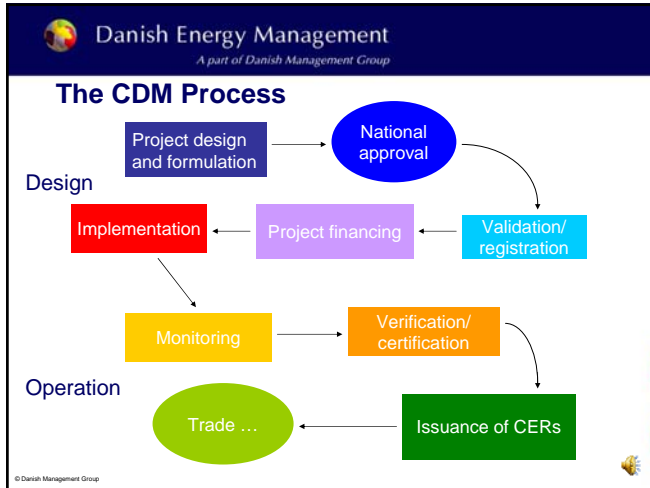 Danish Energy Management
A part of Danish Management Group
The CDM Process
Project design
and formulation
National
approval
Design
Implementation
Project financing
Validation/
registration
Monitoring
Verification/
certification
Operation
Trade …
Issuance of CERs
© Danish Management Group